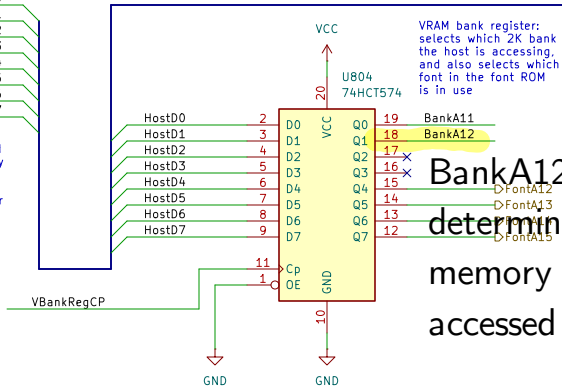 VCC
VRAM bank register:
selects which 2K bank
the host is accessing,
and also selects which
font in the font ROM
is in use
U804
74HCT574
20
VCC
HostD0 2 D0 Q0 19 BankA11
HostD1 3 D1 Q1 18 BankA12
HostD2 4 D2 Q2 17
HostD3 5 D3 Q3 16
HostD4 6 D4 Q4 15 FontA12
HostD5 7 D5 Q5 14 FontA13
HostD6 8 D6 Q6 13
HostD7 9 D7 Q7 12 FontA15
BankA12
determin
memory
accessed
11 Cp
1 OE
GND
VBankRegCP
10
GND
GND